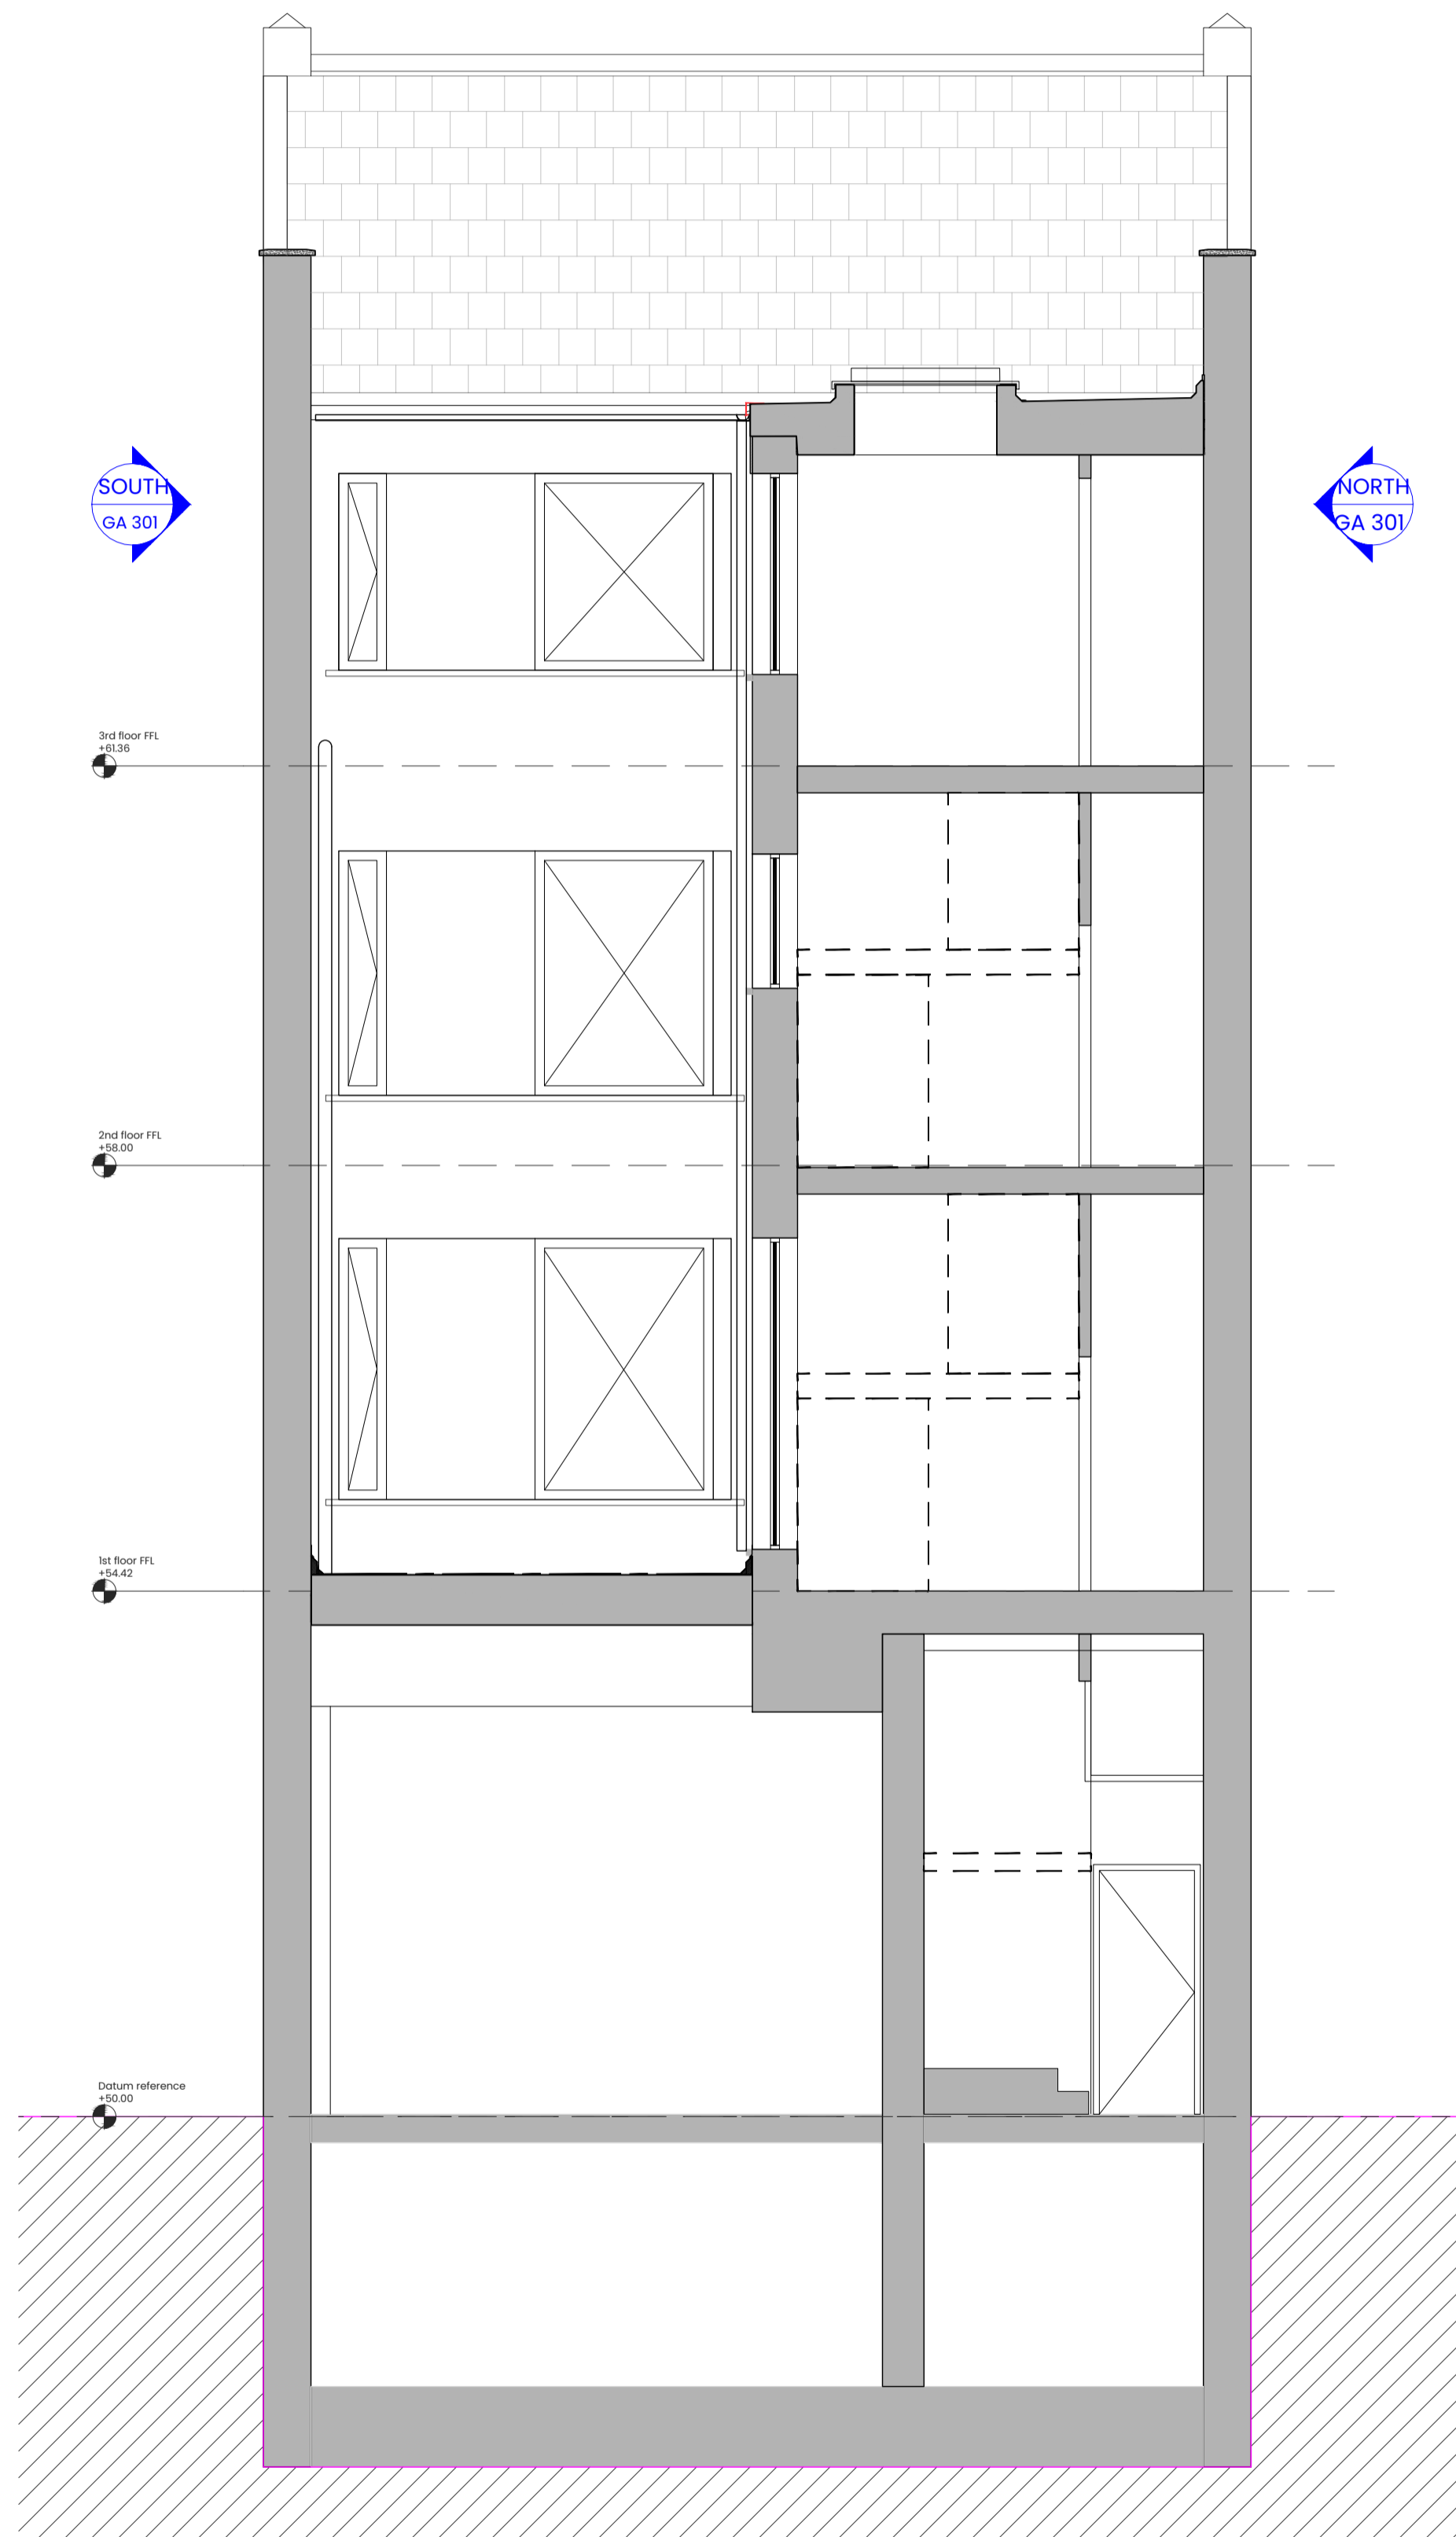 SOUTH
GA 301
NORTH
GA 301
3rd floor FFL
+61.36
2nd floor FFL
+58.00
1st floor FFL
+54.42
Datum reference
+50.00